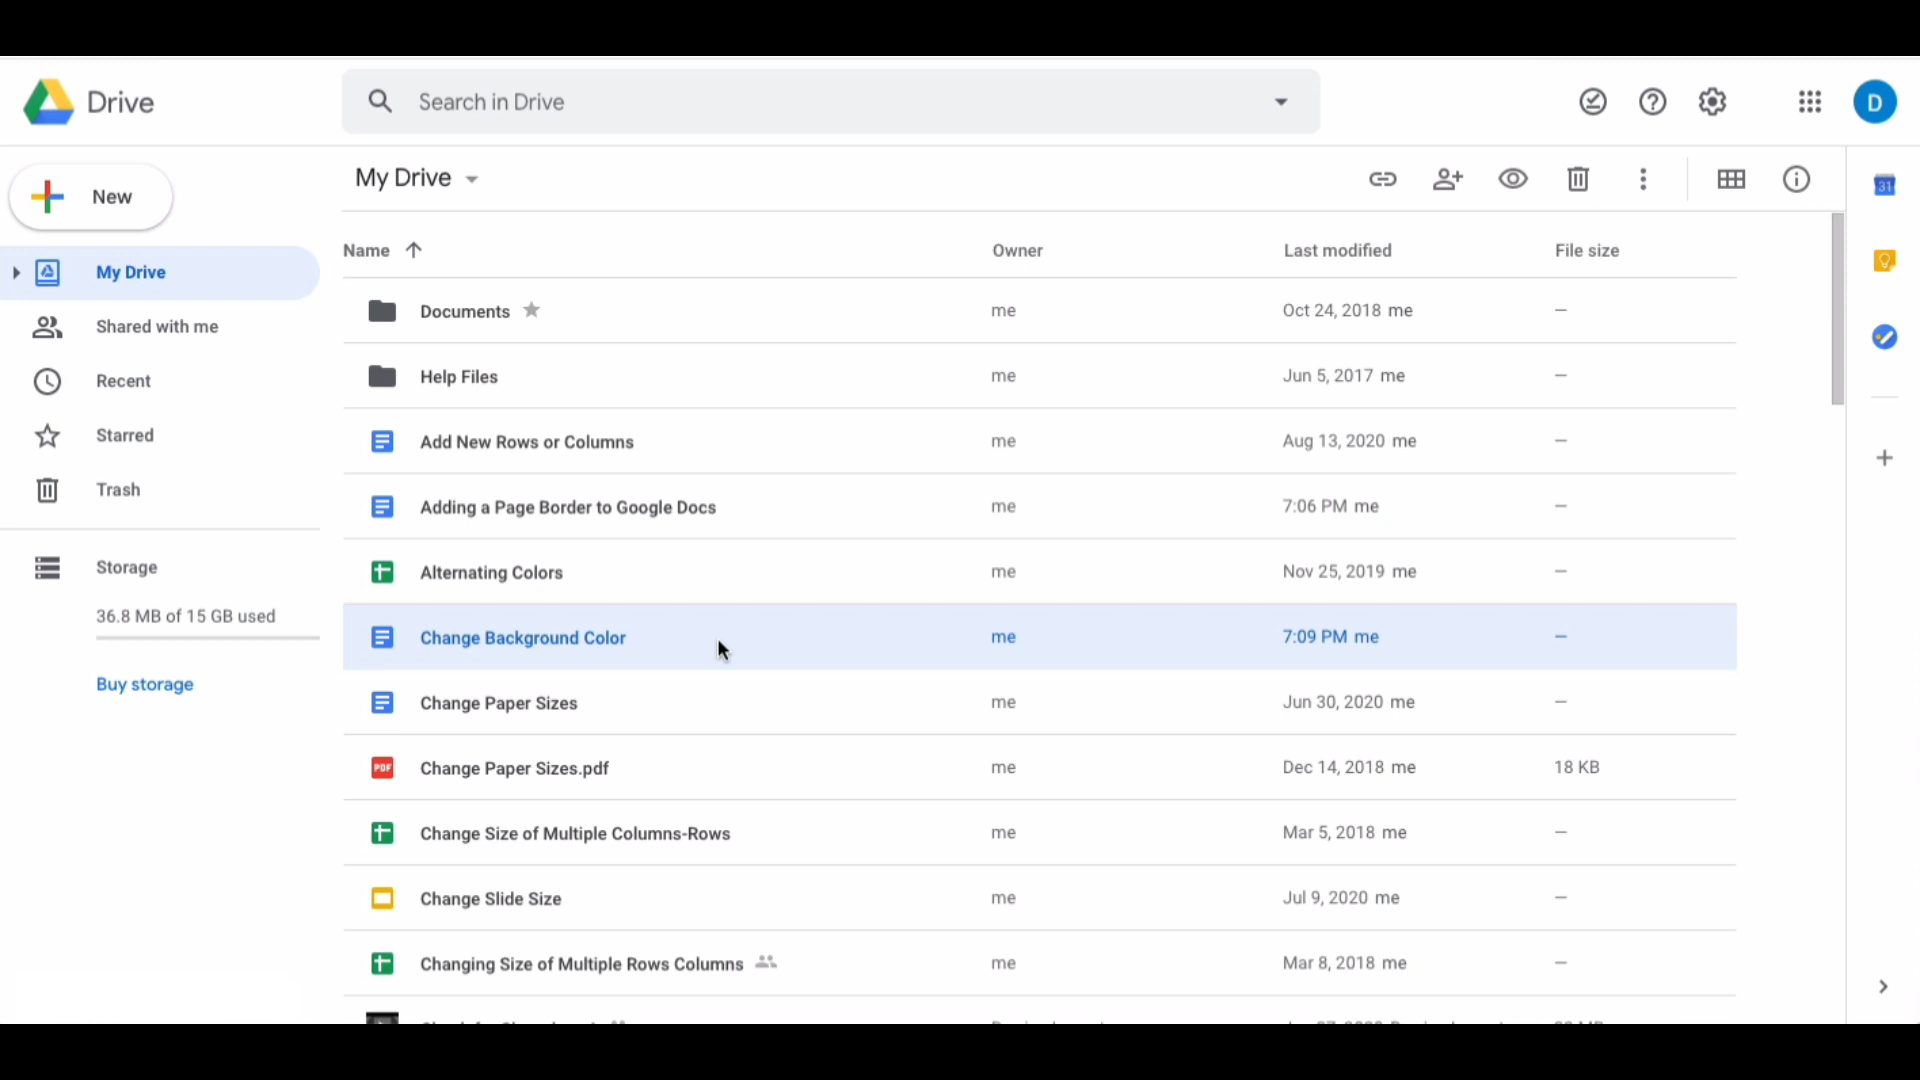 Drive
Search in Drive
D
New
My Drive
My Drive
Shared with me
Recent
Starred
Trash
Storage
36.8 MB of 15 GB used
Buy storage
Name Owner Last modified File size
Documents me Oct 24, 2018 me —
Help Files me Jun 5, 2017 me —
Add New Rows or Columns me Aug 13, 2020 me —
Adding a Page Border to Google Docs me 7:06 PM me —
Alternating Colors me Nov 25, 2019 me —
Change Background Color me 7:09 PM me —
Change Paper Sizes me Jun 30, 2020 me —
PDF Change Paper Sizes.pdf me Dec 14, 2018 me 18 KB
Change Size of Multiple Columns-Rows me Mar 5, 2018 me —
Change Slide Size me Jul 9, 2020 me —
Changing Size of Multiple Rows Columns me Mar 8, 2018 me —
31